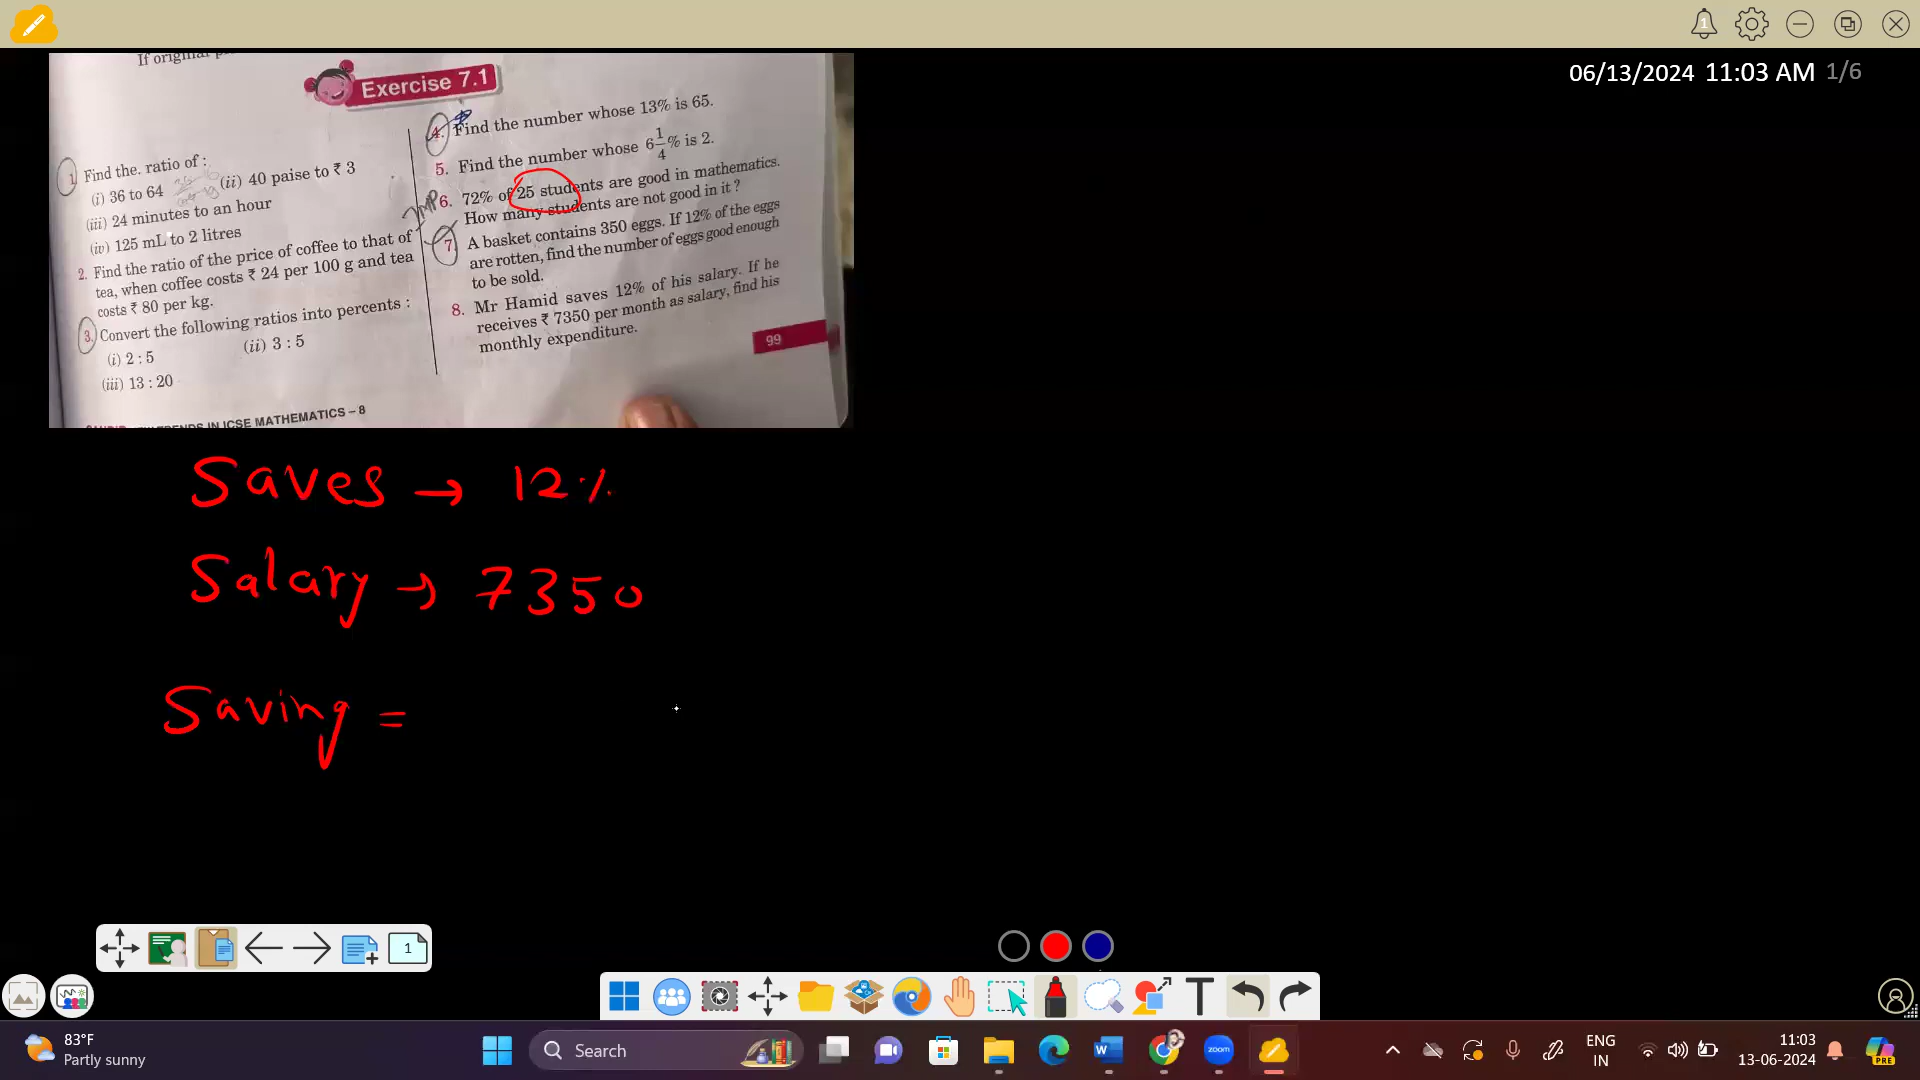 06/13/2024 11:03 AM 1/6
If original
Exercise 7.1
1. Find the. ratio of :
(i) 36 to 64 (ii) 40 paise to ₹ 3
(iii) 24 minutes to an hour
(iv) 125 mL to 2 litres
2. Find the ratio of the price of coffee to that of
tea, when coffee costs ₹ 24 per 100 g and tea
costs ₹ 80 per kg.
3. Convert the following ratios into percents :
(i) 2 : 5 (ii) 3 : 5
(iii) 13 : 20
TRENDS IN ICSE MATHEMATICS – 8
4. Find the number whose 13% is 65.
5. Find the number whose 6 1/4 % is 2.
IMP
6. 72% of 25 students are good in mathematics.
How many students are not good in it ?
7. A basket contains 350 eggs. If 12% of the eggs
are rotten, find the number of eggs good enough
to be sold.
8. Mr Hamid saves 12% of his salary. If he
receives ₹ 7350 per month as salary, find his
monthly expenditure.
99
Saves → 12%
Salary → 7350
Saving =
1
T
83°F
Partly sunny
Search
zoom
ENG
IN
11:03
13-06-2024
PRE